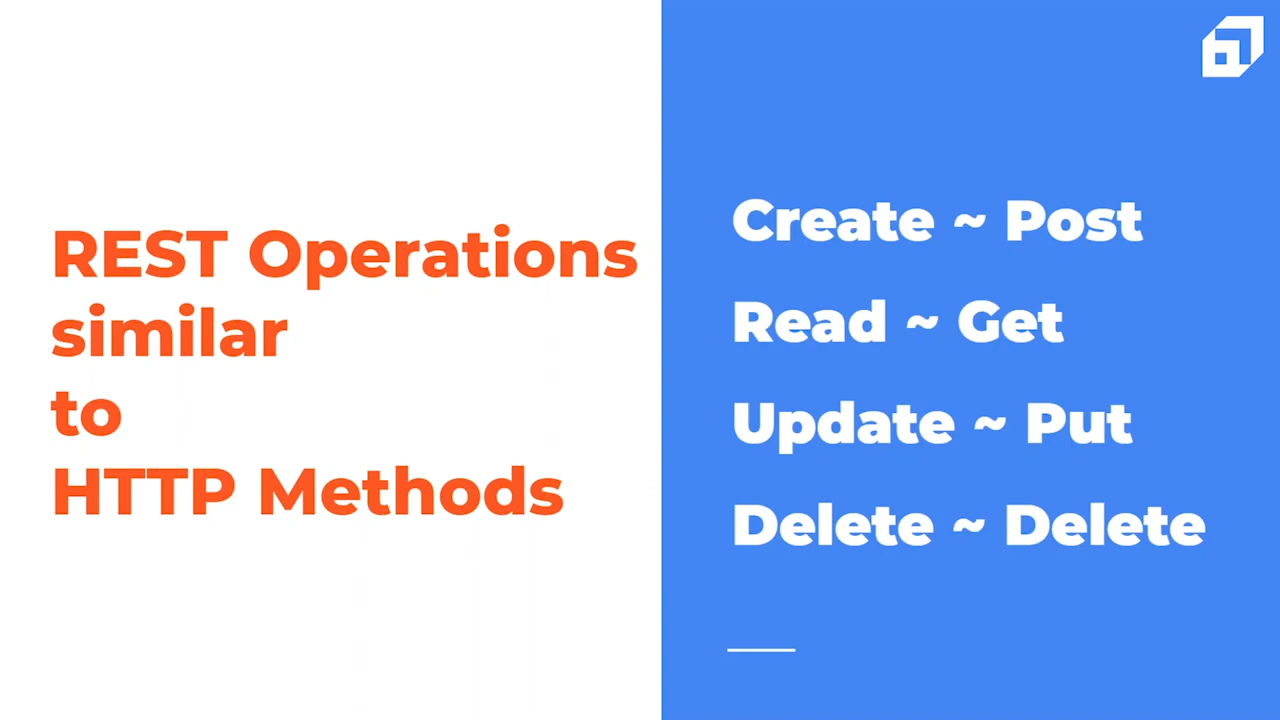 REST Operations
similar
to
HTTP Methods
Create ~ Post
Read ~ Get
Update ~ Put
Delete ~ Delete